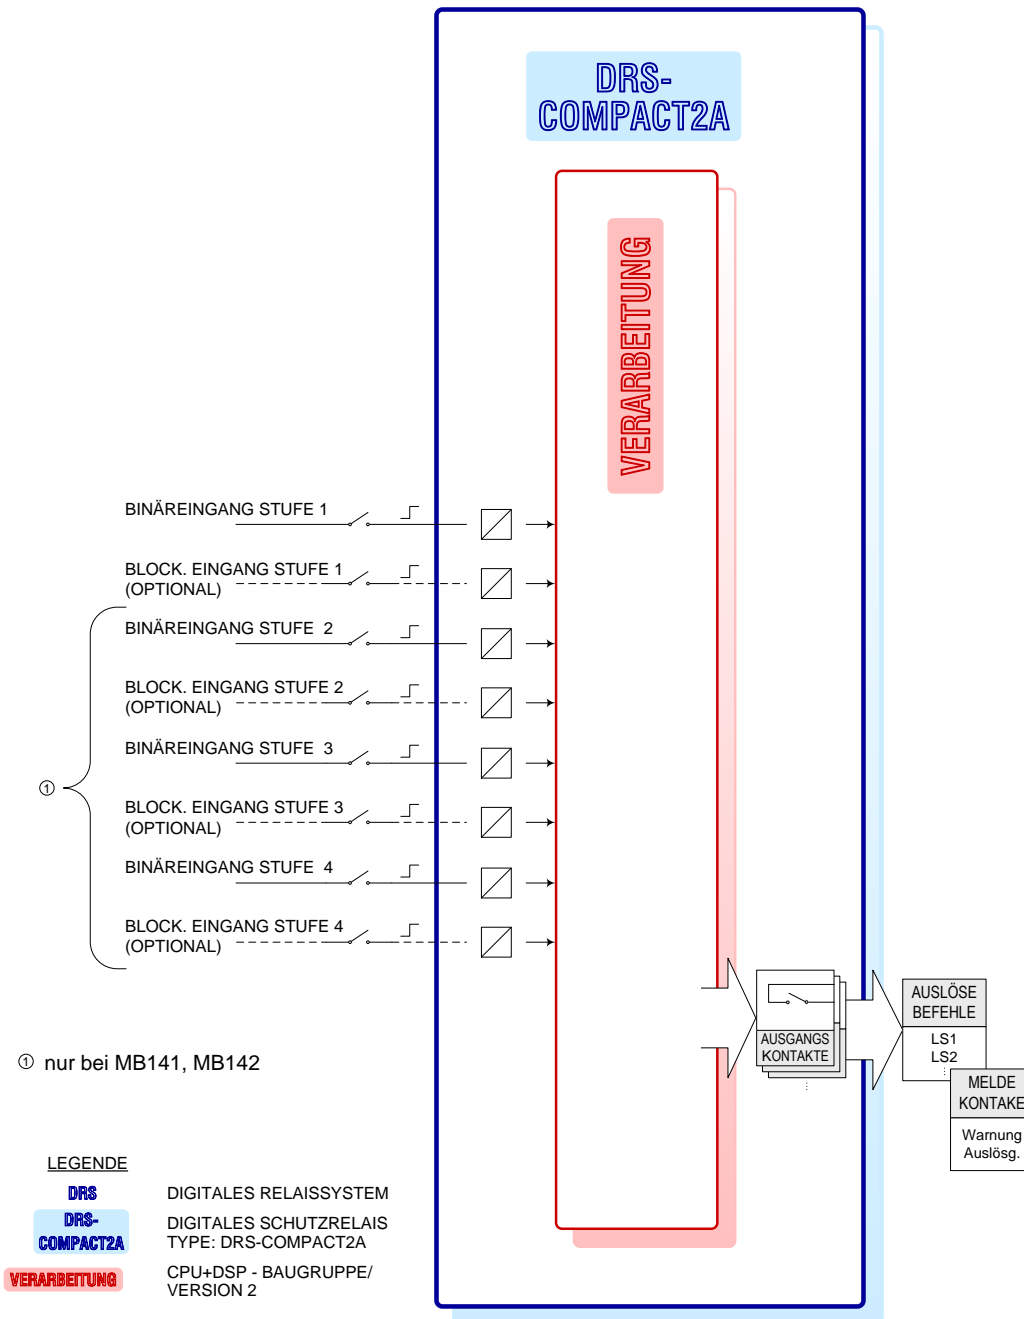 DRS-
COMPACT2A
VERARBEITUNG
BINÄREINGANG STUFE 1
BLOCK. EINGANG STUFE 1
(OPTIONAL)
BINÄREINGANG STUFE 2
BLOCK. EINGANG STUFE 2
(OPTIONAL)
BINÄREINGANG STUFE 3
①
BLOCK. EINGANG STUFE 3
(OPTIONAL)
BINÄREINGANG STUFE 4
BLOCK. EINGANG STUFE 4
(OPTIONAL)
AUSGANGS
KONTAKTE
AUSLÖSE
BEFEHLE
LS1
LS2
MELDE
KONTAKE
Warnung
Auslösg.
① nur bei MB141, MB142
LEGENDE
DRS DIGITALES RELAISSYSTEM
DRS-
COMPACT2A
DIGITALES SCHUTZRELAIS
TYPE: DRS-COMPACT2A
VERARBEITUNG
CPU+DSP - BAUGRUPPE/
VERSION 2